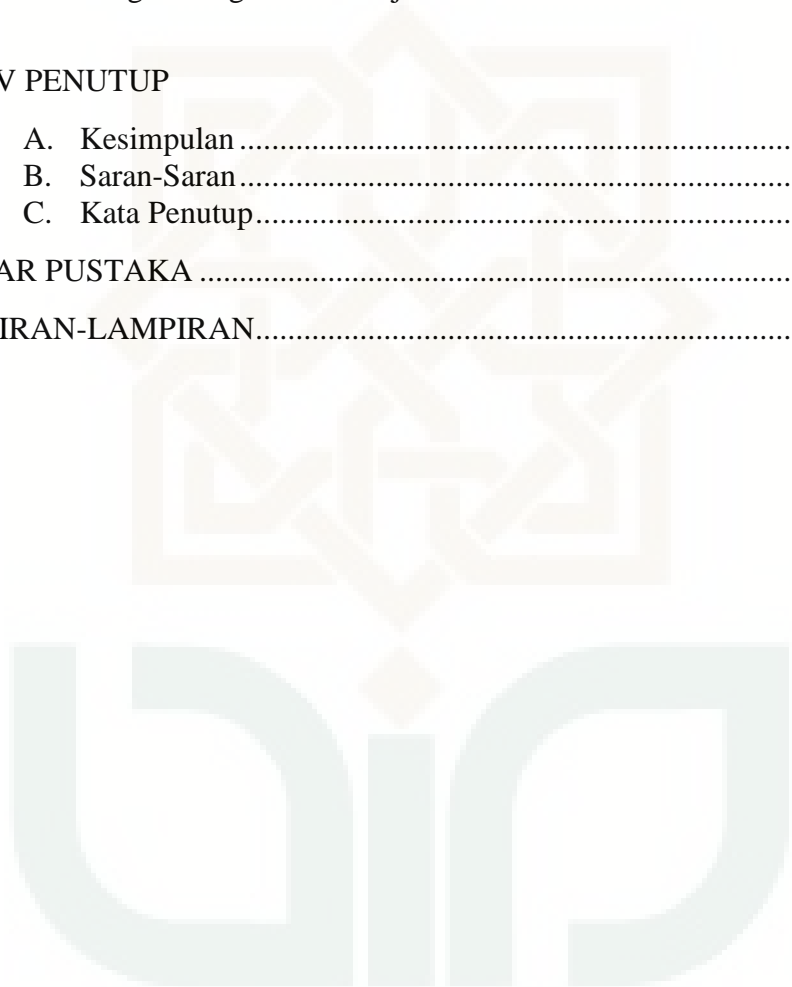 V PENUTUP
A. Kesimpulan ......................................................................
B. Saran-Saran......................................................................
C. Kata Penutup....................................................................
AR PUSTAKA ...........................................................................
IRAN-LAMPIRAN....................................................................